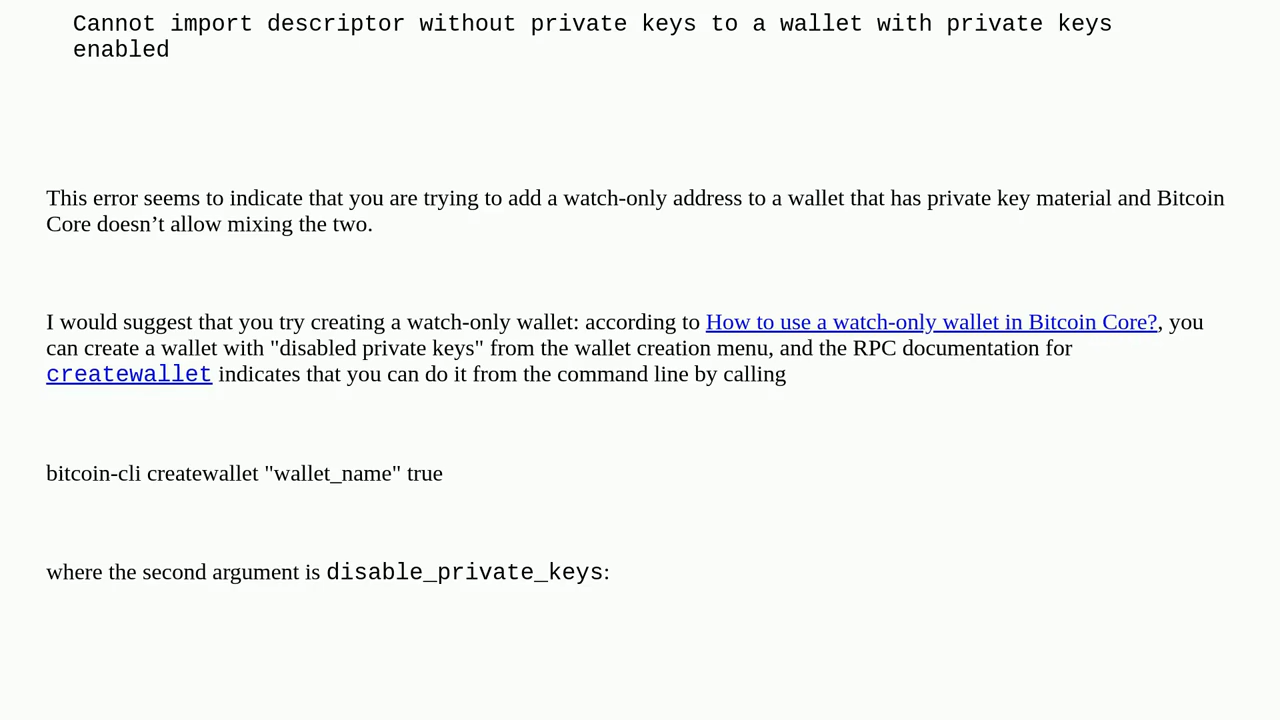 Cannot import descriptor without private keys to a wallet with private keys
enabled
This error seems to indicate that you are trying to add a watch-only address to a wallet that has private key material and Bitcoin
Core doesn’t allow mixing the two.
I would suggest that you try creating a watch-only wallet: according to How to use a watch-only wallet in Bitcoin Core?, you
can create a wallet with "disabled private keys" from the wallet creation menu, and the RPC documentation for
createwallet indicates that you can do it from the command line by calling
bitcoin-cli createwallet "wallet_name" true
where the second argument is disable_private_keys: